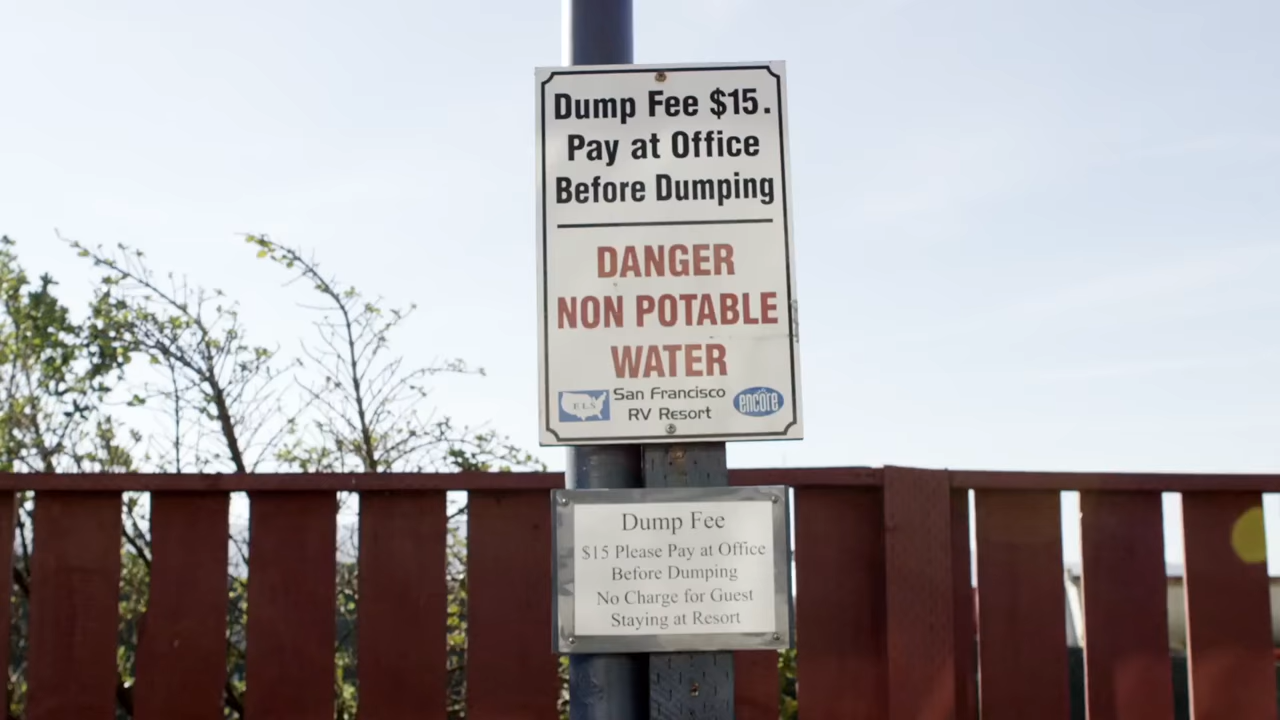 Dump Fee $15.
Pay at Office
Before Dumping
DANGER
NON POTABLE
WATER
ELS
San Francisco
RV Resort
encore
Dump Fee
$15 Please Pay at Office
Before Dumping
No Charge for Guest
Staying at Resort